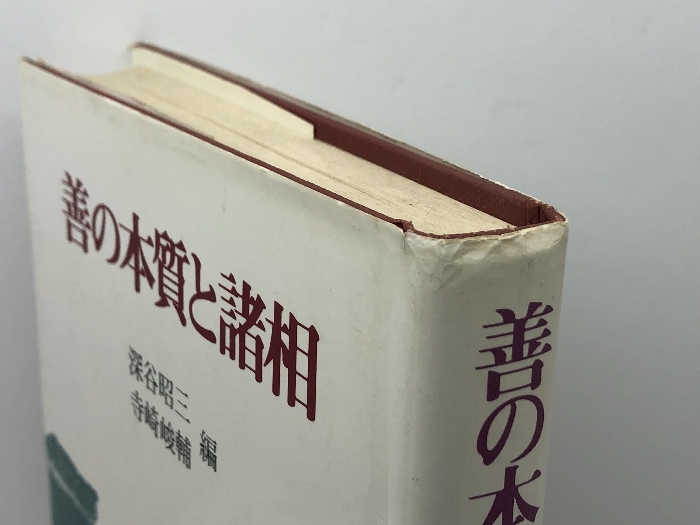 善の本質と諸相
深谷昭三
寺崎峻輔 編
善の本